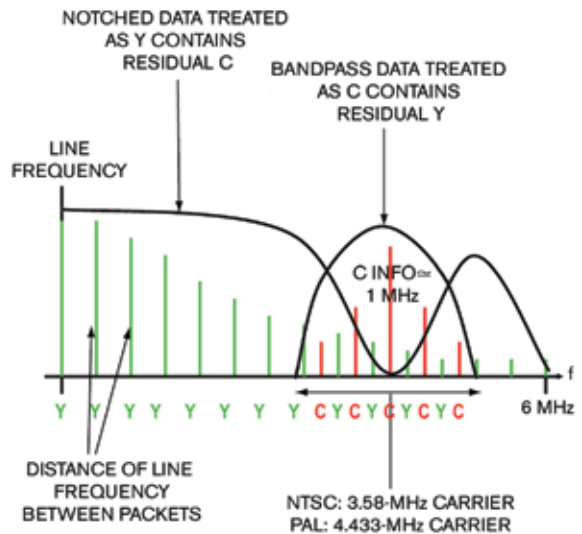 NOTCHED DATA TREATED
AS Y CONTAINS
RESIDUAL C
BANDPASS DATA TREATED
AS C CONTAINS
RESIDUAL Y
LINE
FREQUENCY
C INFO≃
1 MHz
f
Y Y Y Y Y Y Y Y C Y C Y C Y C Y C
6 MHz
DISTANCE OF LINE
FREQUENCY
BETWEEN PACKETS
NTSC: 3.58-MHz CARRIER
PAL: 4.433-MHz CARRIER